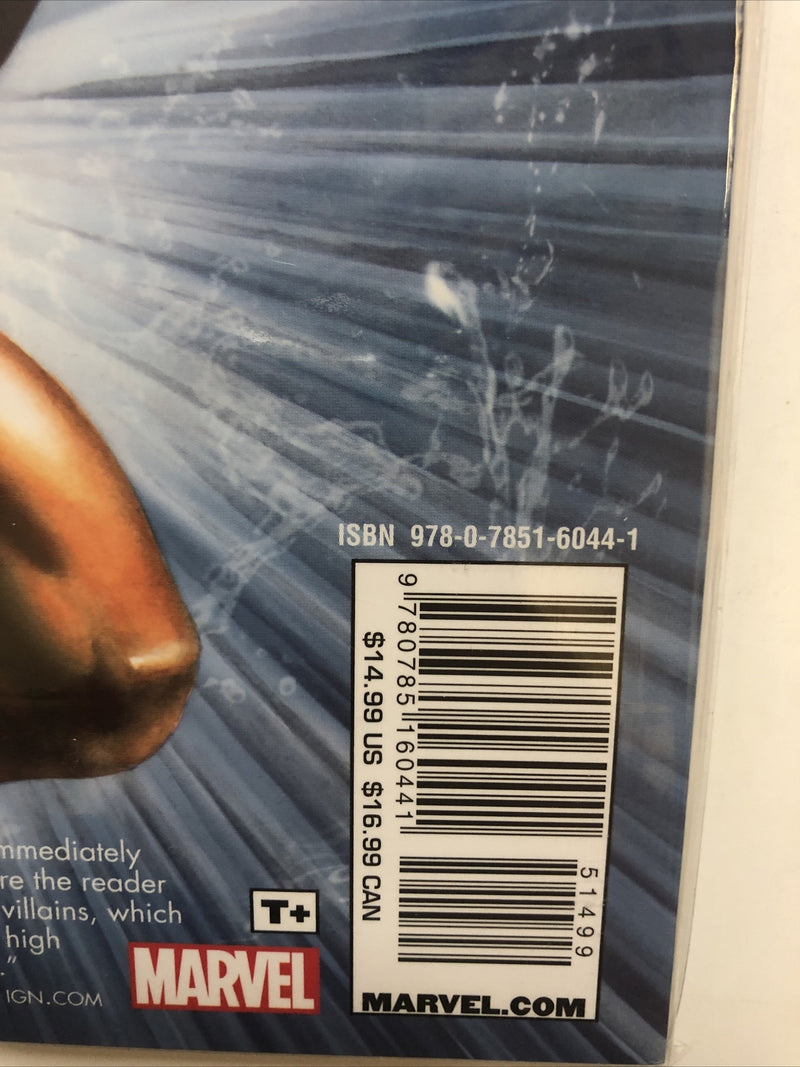 ISBN 978-0-7851-6044-1
9 780785 160441
$14.99 US $16.99 CAN
51499
MARVEL.COM
mmediately
re the reader
villains, which
high
."
IGN.COM
T+
MARVEL